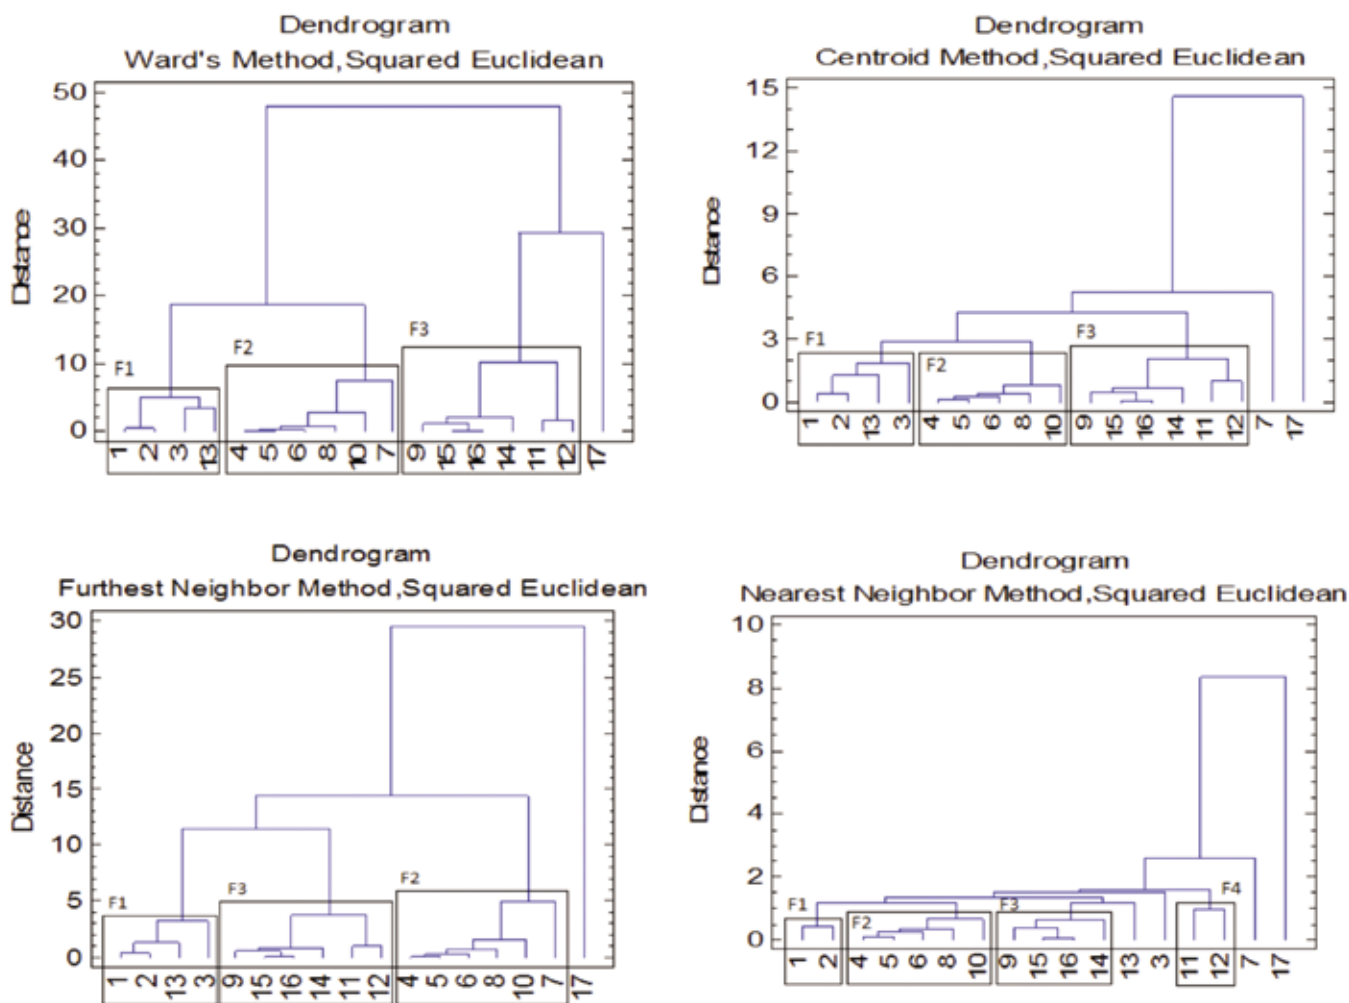 Dendrogram
Ward's Method,Squared Euclidean
50
40
30
20
10
0
Distance
F1
F2
F3
1 2 3 13 4 5 6 8 10 7 9 15 16 14 11 12 17
Dendrogram
Centroid Method,Squared Euclidean
15
12
9
6
3
0
Distance
F1
F2
F3
1 2 13 3 4 5 6 8 10 9 15 16 14 11 12 7 17
Dendrogram
Furthest Neighbor Method,Squared Euclidean
30
25
20
15
10
5
0
Distance
F1
F3
F2
1 2 13 3 9 15 16 14 11 12 4 5 6 8 10 7 17
Dendrogram
Nearest Neighbor Method,Squared Euclidean
10
8
6
4
2
0
Distance
F1
F2
F3
F4
1 2 4 5 6 8 10 9 15 16 14 13 3 11 12 7 17